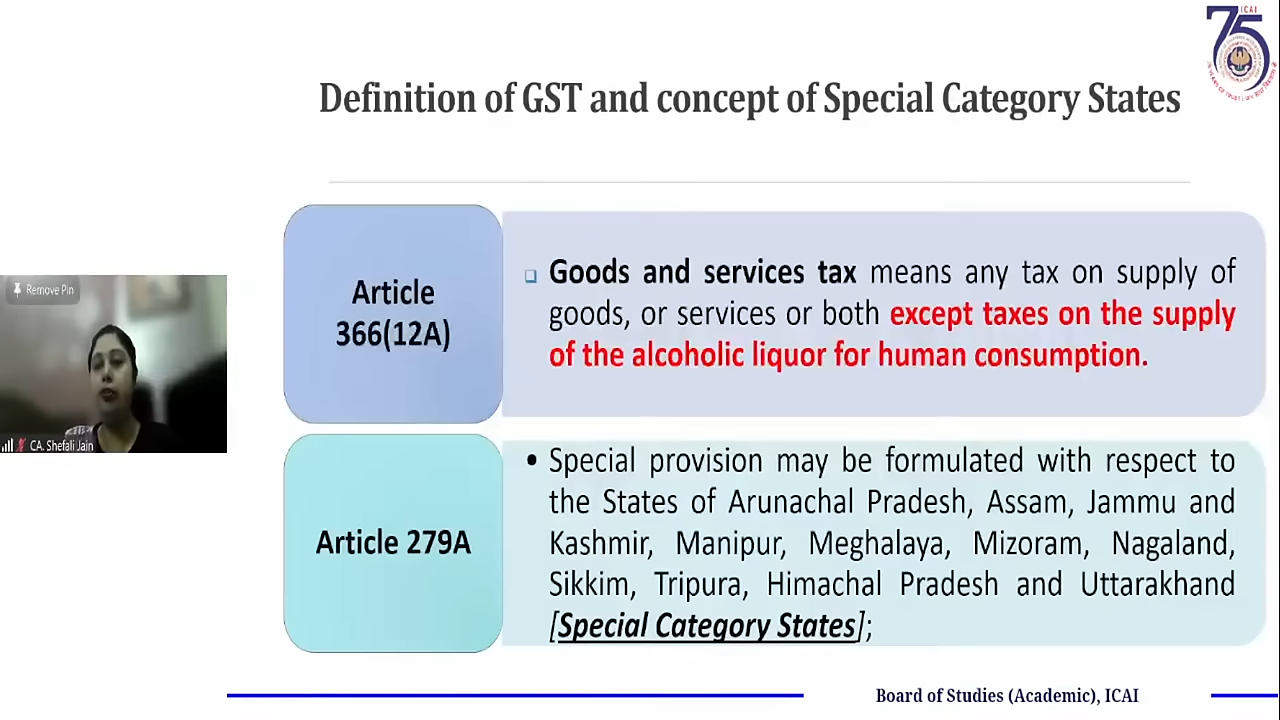 75
ICAI
Definition of GST and concept of Special Category States
Article
366(12A)
❑ Goods and services tax means any tax on supply of
goods, or services or both except taxes on the supply
of the alcoholic liquor for human consumption.
Remove Pin
CA. Shefali Jain
Article 279A
• Special provision may be formulated with respect to
the States of Arunachal Pradesh, Assam, Jammu and
Kashmir, Manipur, Meghalaya, Mizoram, Nagaland,
Sikkim, Tripura, Himachal Pradesh and Uttarakhand
[Special Category States];
Board of Studies (Academic), ICAI